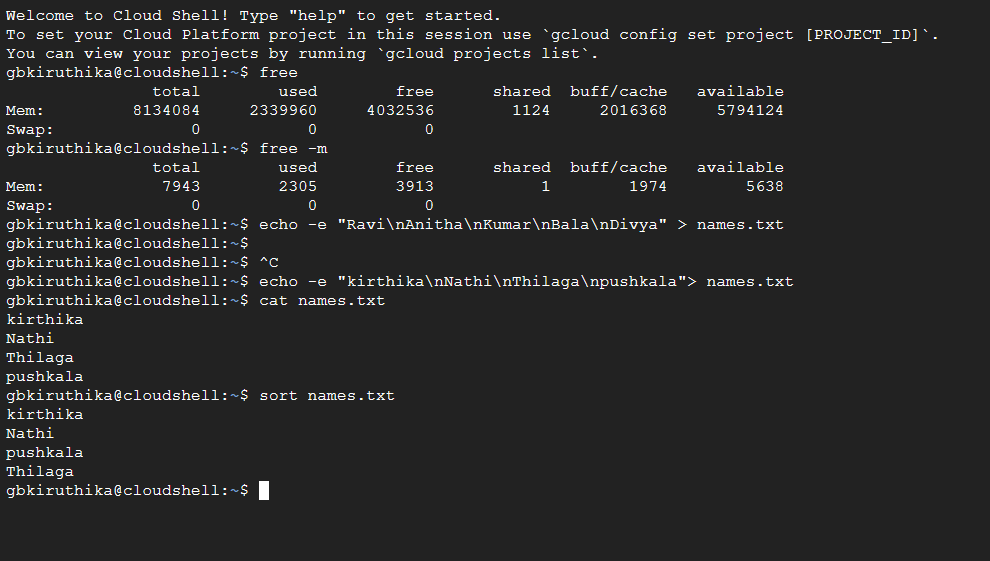 Welcome to Cloud Shell! Type "help" to get started.
To set your Cloud Platform project in this session use `gcloud config set project [PROJECT_ID]`.
You can view your projects by running `gcloud projects list`.
gbkiruthika@cloudshell:~$ free
               total        used        free      shared  buff/cache   available
Mem:         8134084     2339960     4032536        1124     2016368     5794124
Swap:              0           0           0
gbkiruthika@cloudshell:~$ free -m
               total        used        free      shared  buff/cache   available
Mem:            7943        2305        3913           1        1974        5638
Swap:              0           0           0
gbkiruthika@cloudshell:~$ echo -e "Ravi\nAnitha\nKumar\nBala\nDivya" > names.txt
gbkiruthika@cloudshell:~$
gbkiruthika@cloudshell:~$ ^C
gbkiruthika@cloudshell:~$ echo -e "kirthika\nNathi\nThilaga\npushkala"> names.txt
gbkiruthika@cloudshell:~$ cat names.txt
kirthika
Nathi
Thilaga
pushkala
gbkiruthika@cloudshell:~$ sort names.txt
kirthika
Nathi
pushkala
Thilaga
gbkiruthika@cloudshell:~$